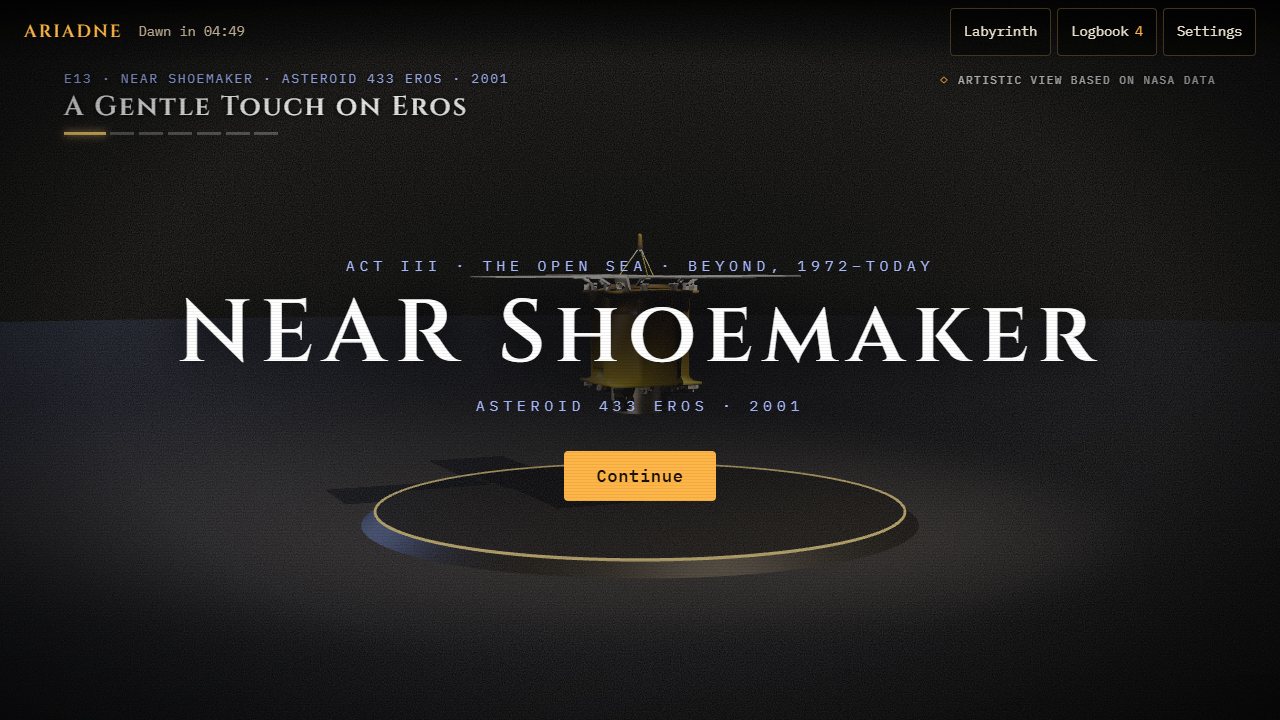 ARIADNE Dawn in 04:49 Labyrinth Logbook 4 Settings
E13 · NEAR SHOEMAKER · ASTEROID 433 EROS · 2001
◇ ARTISTIC VIEW BASED ON NASA DATA
A Gentle Touch on Eros
ACT III · THE OPEN SEA · BEYOND, 1972–TODAY
NEAR Shoemaker
ASTEROID 433 EROS · 2001
Continue